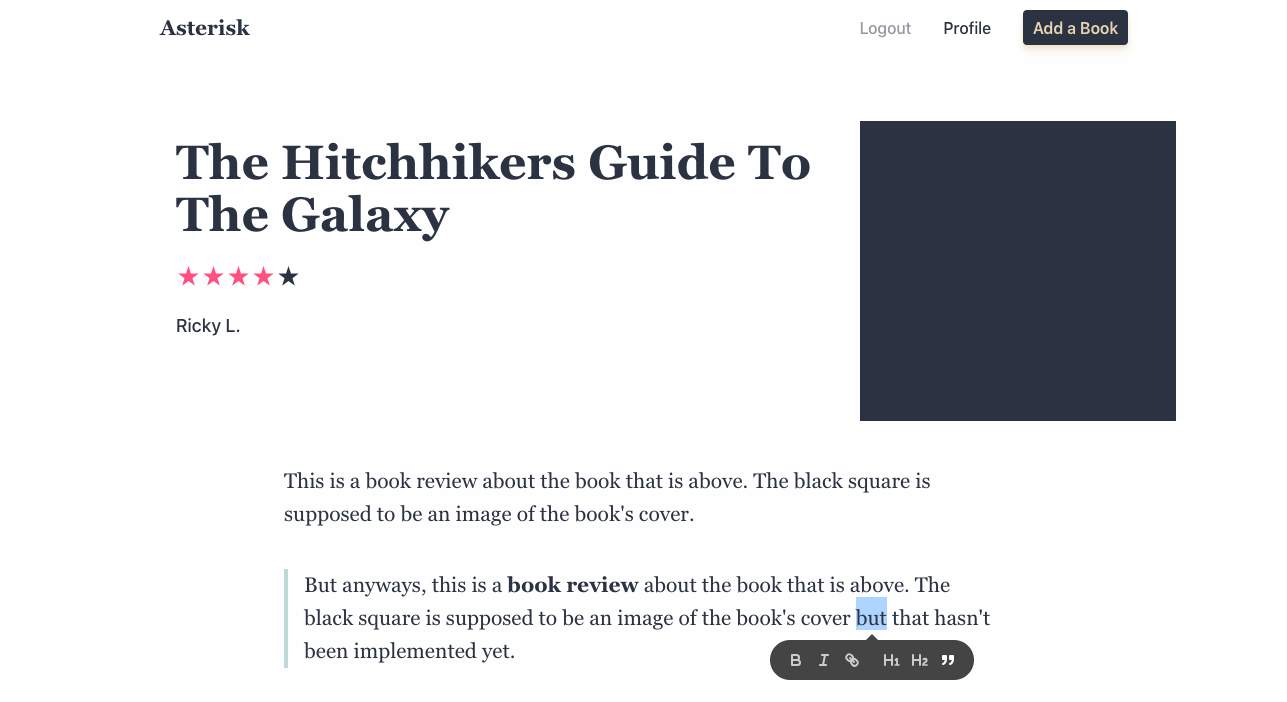 Asterisk
Logout
Profile
Add a Book
The Hitchhikers Guide To
The Galaxy
Ricky L.
This is a book review about the book that is above. The black square is
supposed to be an image of the book's cover.
But anyways, this is a book review about the book that is above. The
black square is supposed to be an image of the book's cover but that hasn't
been implemented yet.
B I H1 H2 ”